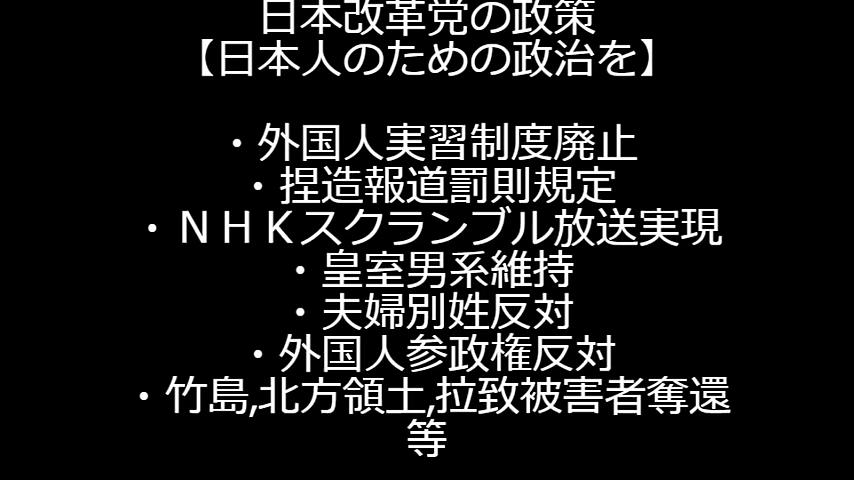 日本改革党の政策
【日本人のための政治を】
・外国人実習制度廃止
・捏造報道罰則規定
・ＮＨＫスクランブル放送実現
・皇室男系維持
・夫婦別姓反対
・外国人参政権反対
・竹島,北方領土,拉致被害者奪還
等